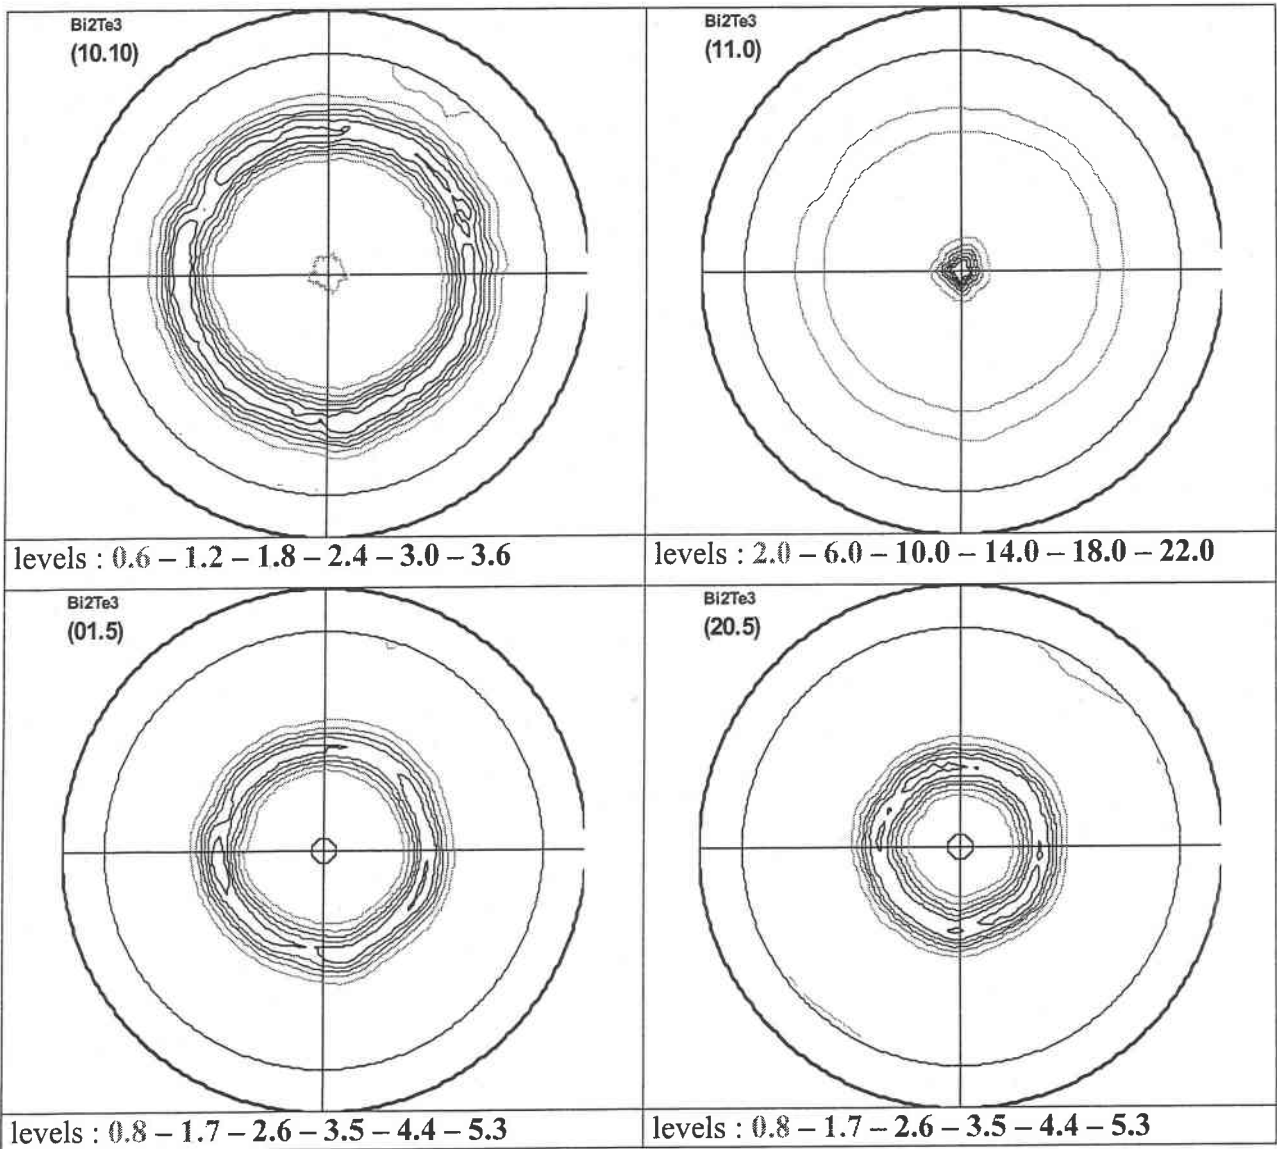 Bi2Te3
(10.10)
Bi2Te3
(11.0)
levels : 0.6 – 1.2 – 1.8 – 2.4 – 3.0 – 3.6
levels : 2.0 – 6.0 – 10.0 – 14.0 – 18.0 – 22.0
Bi2Te3
(01.5)
Bi2Te3
(20.5)
levels : 0.8 – 1.7 – 2.6 – 3.5 – 4.4 – 5.3
levels : 0.8 – 1.7 – 2.6 – 3.5 – 4.4 – 5.3